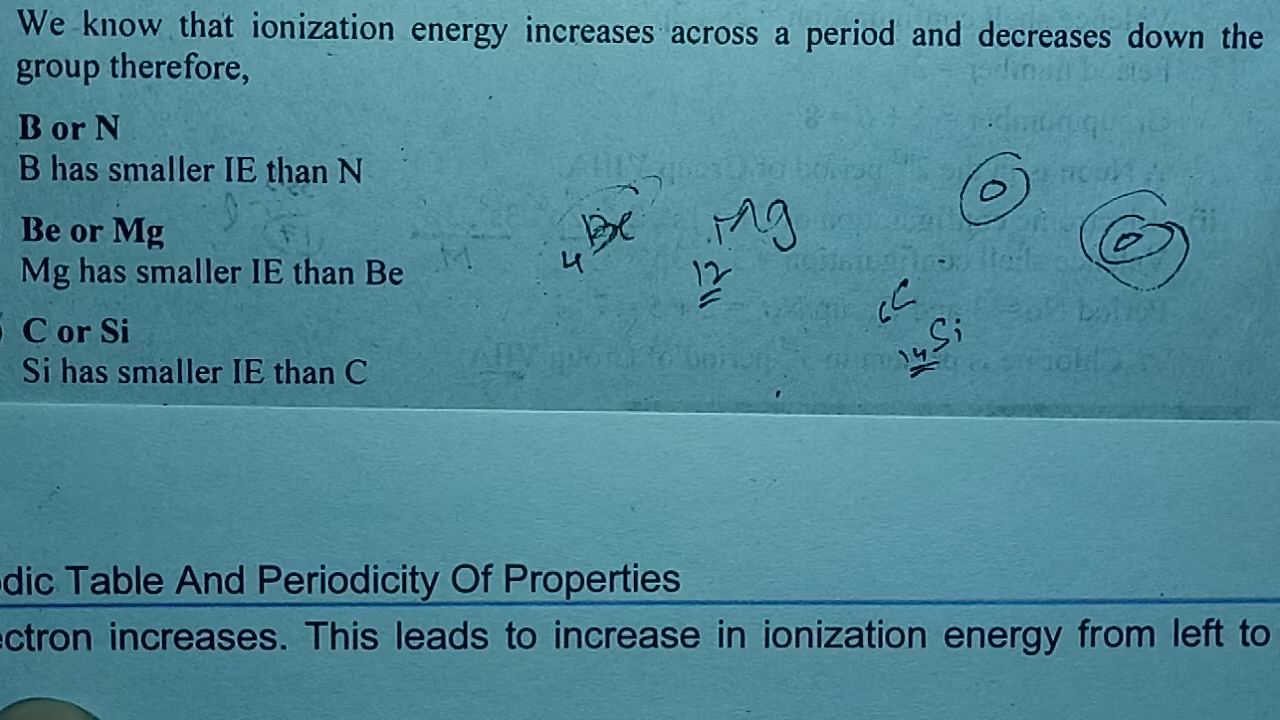 We know that ionization energy increases across a period and decreases down the
group therefore,
B or N
B has smaller IE than N
Be or Mg
Mg has smaller IE than Be
4 Be Mg
12
C or Si
Si has smaller IE than C
6 C
14 Si
dic Table And Periodicity Of Properties
ectron increases. This leads to increase in ionization energy from left to